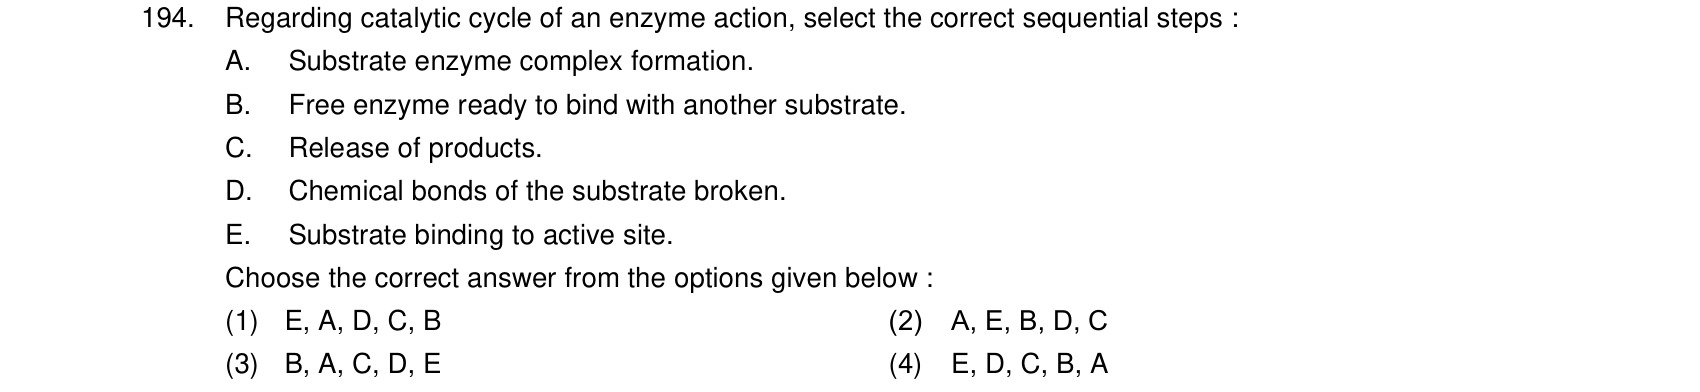 194. Regarding catalytic cycle of an enzyme action, select the correct sequential steps :
A. Substrate enzyme complex formation.
B. Free enzyme ready to bind with another substrate.
C. Release of products.
D. Chemical bonds of the substrate broken.
E. Substrate binding to active site.
Choose the correct answer from the options given below :
(1) E, A, D, C, B (2) A, E, B, D, C
(3) B, A, C, D, E (4) E, D, C, B, A